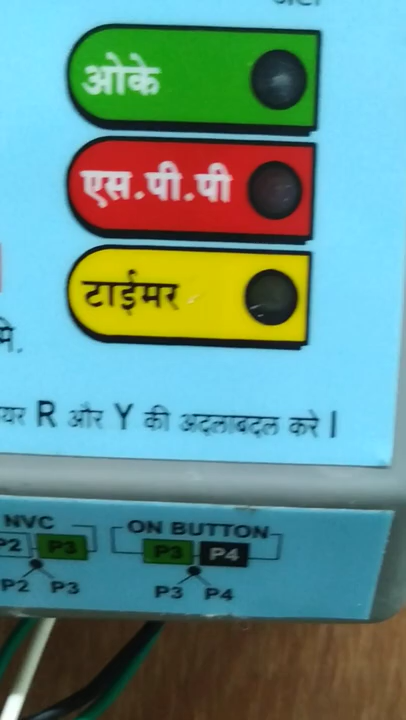 ओके
एस.पी.पी
टाईमर
मि.
यर R और Y की अदलाबदल करे।
NVC ON BUTTON
P2 P3 P3 P4
P2 P3 P3 P4